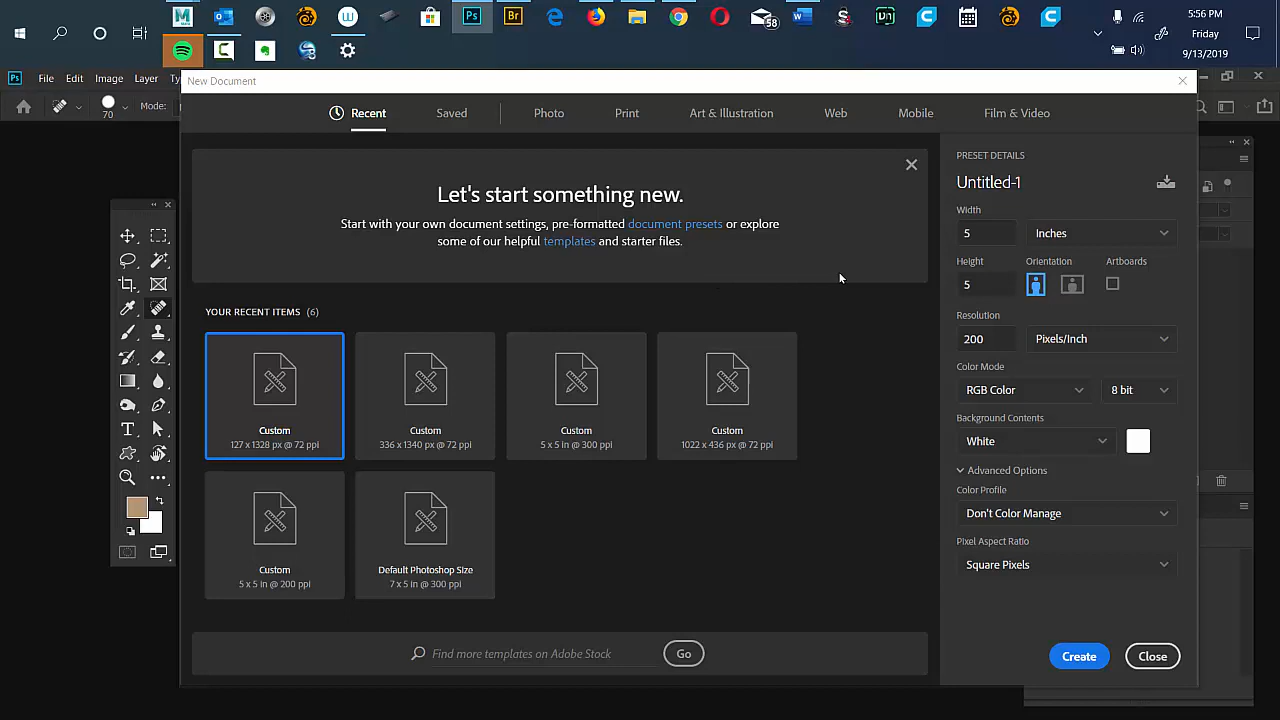 5:56 PM
Friday
9/13/2019
58
File
Edit
Image
Layer
New Document
70
Mode:
Recent
Saved
Photo
Print
Art & Illustration
Web
Mobile
Film & Video
Let's start something new.
Start with your own document settings, pre-formatted document presets or explore
some of our helpful templates and starter files.
YOUR RECENT ITEMS (6)
Custom
127 x 1328 px @ 72 ppi
Custom
336 x 1340 px @ 72 ppi
Custom
5 x 5 in @ 300 ppi
Custom
1022 x 436 px @ 72 ppi
Custom
5 x 5 in @ 200 ppi
Default Photoshop Size
7 x 5 in @ 300 ppi
Find more templates on Adobe Stock
Go
PRESET DETAILS
Untitled-1
Width
5
Inches
Height
Orientation
Artboards
5
Resolution
200
Pixels/Inch
Color Mode
RGB Color
8 bit
Background Contents
White
Advanced Options
Color Profile
Don't Color Manage
Pixel Aspect Ratio
Square Pixels
Create
Close